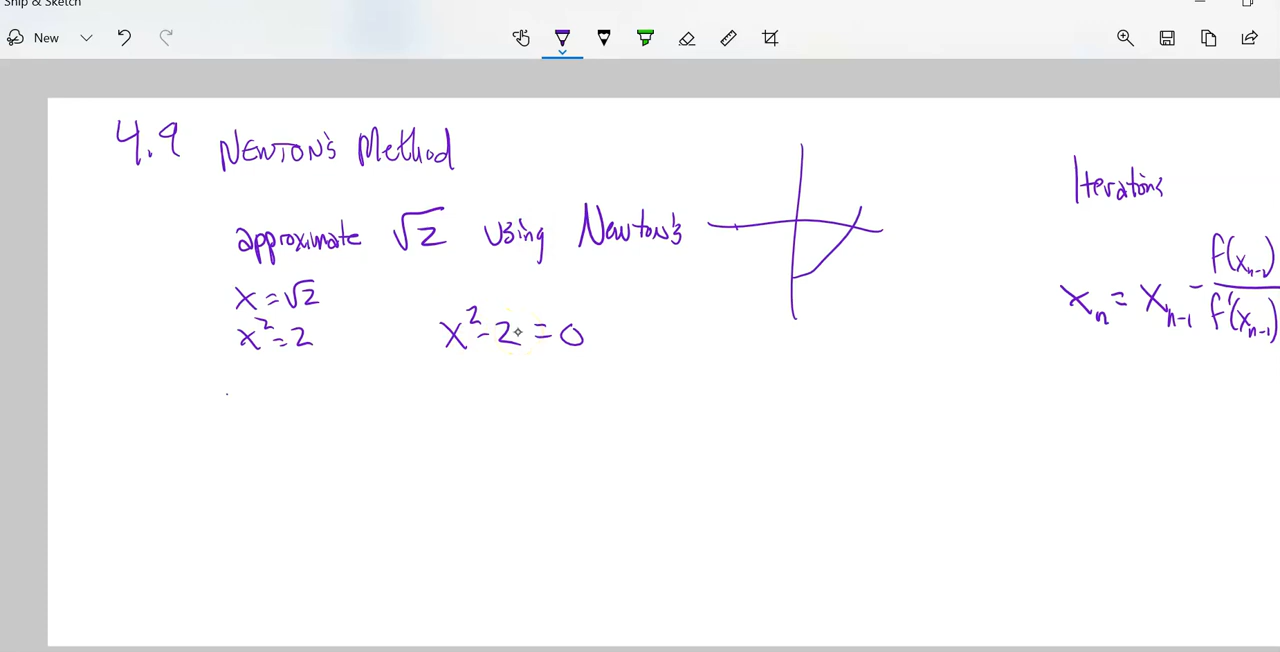 Snip & Sketch
New
4.9 Newton's Method
approximate √2 using Newton's
x = √2
x² = 2
x² - 2 = 0
Iterations
xₙ = xₙ₋₁ - f(xₙ₋₁) / f'(xₙ₋₁)